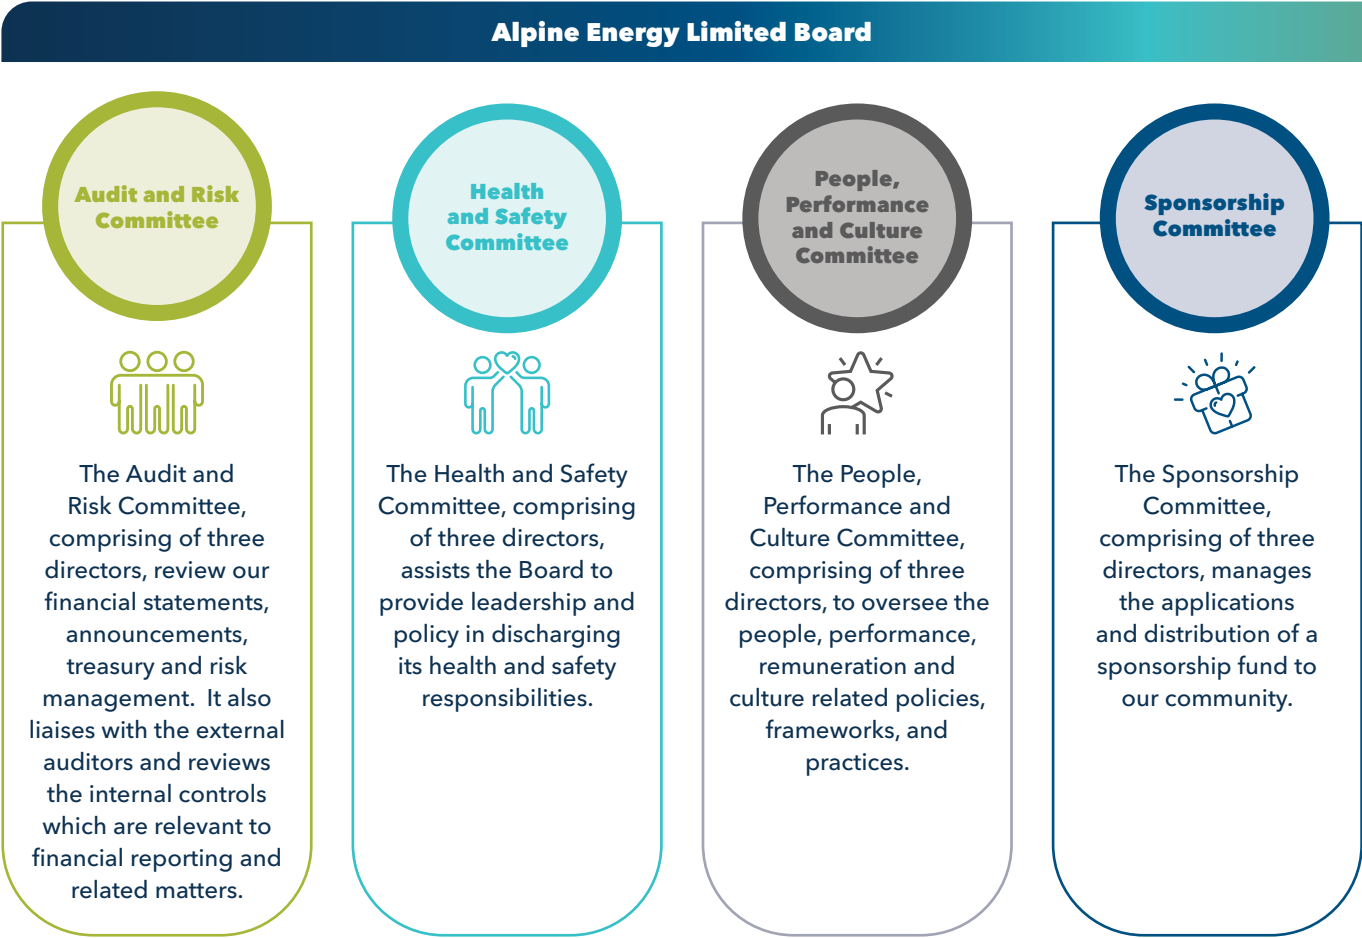 Alpine Energy Limited Board
Audit and Risk
Committee
The Audit and
Risk Committee,
comprising of three
directors, review our
financial statements,
announcements,
treasury and risk
management.  It also
liaises with the external
auditors and reviews
the internal controls
which are relevant to
financial reporting and
related matters.
Health
and Safety
Committee
The Health and Safety
Committee, comprising
of three directors,
assists the Board to
provide leadership and
policy in discharging
its health and safety
responsibilities.
People,
Performance
and Culture
Committee
The People,
Performance and
Culture Committee,
comprising of three
directors, to oversee the
people, performance,
remuneration and
culture related policies,
frameworks, and
practices.
Sponsorship
Committee
The Sponsorship
Committee,
comprising of three
directors, manages
the applications
and distribution of a
sponsorship fund to
our community.